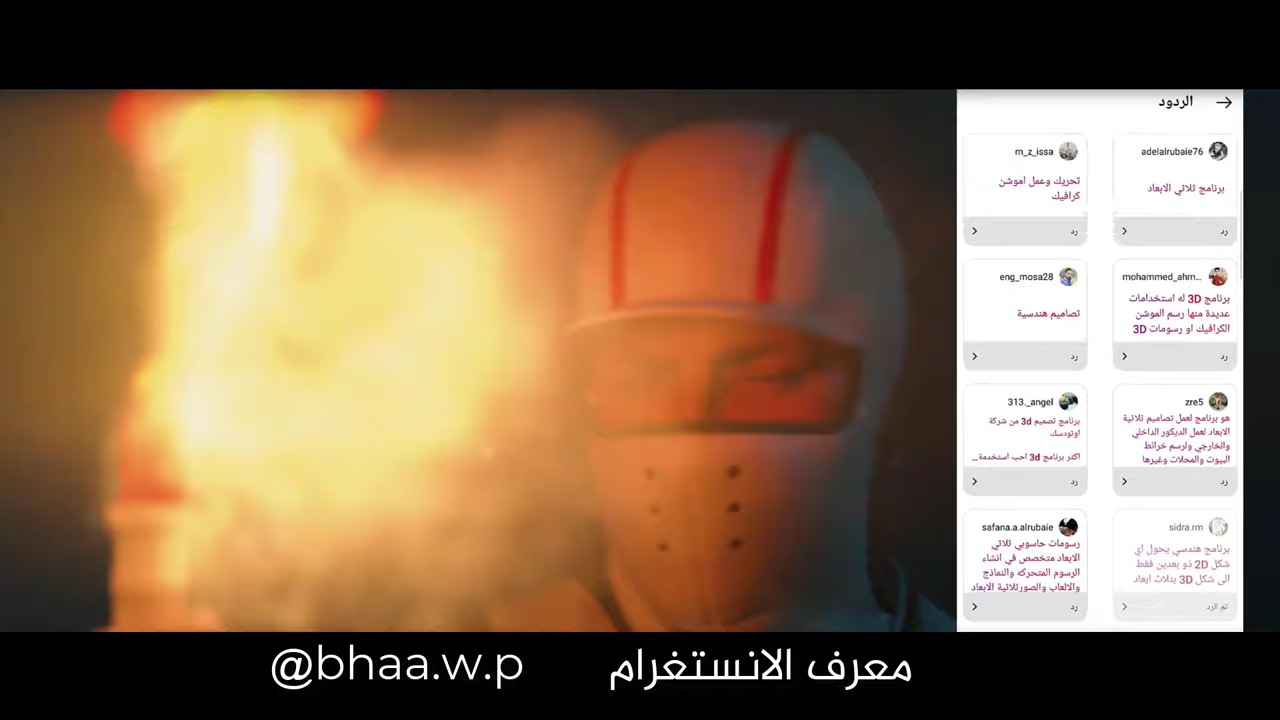 الردود
adelalrubaie76
برنامج ثلاثي الابعاد
رد
m_z_issa
تحريك وعمل اموشن
كرافيك
رد
mohammed_ahm...
برنامج 3D له استخدامات
عديدة منها رسم الموشن
الكرافيك او رسومات 3D
رد
eng_mosa28
تصاميم هندسية
رد
zre5
هو برنامج لعمل تصاميم ثلاثية
الابعاد لعمل الديكور الداخلي
والخارجي ولرسم خرائط
البيوت والمحلات وغيرها
رد
313._angel
برنامج تصميم 3d من شركة
اوتودسك
اكثر برنامج 3d احب استخدمة...
رد
sidra.rm
برنامج هندسي يحول اي
شكل 2D ذو بعدين فقط
الى شكل 3D بثلاث ابعاد
تم الرد
safana.a.alrubaie
رسومات حاسوبي ثلاثي
الابعاد متخصص في انشاء
الرسوم المتحركه والنماذج
والالعاب والصورثلاثية الابعاد
رد
معرف الانستغرام @bhaa.w.p